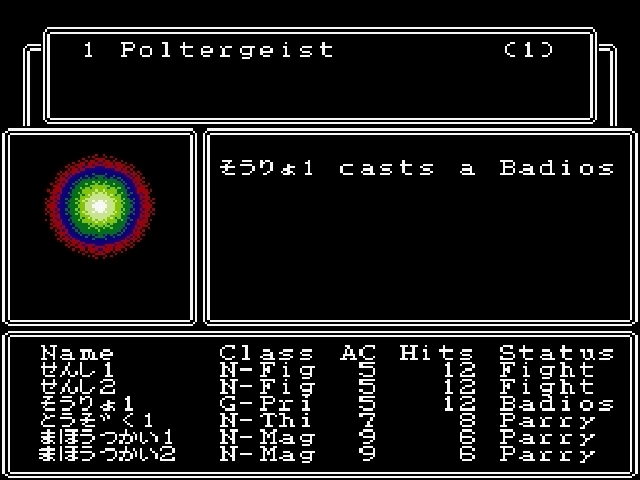 1 Poltergeist (1)
そうりょ1 casts a Badios
Name Class AC Hits Status
せんし1 N-Fig 5 12 Fight
せんし2 N-Fig 5 12 Fight
そうりょ1 G-Pri 5 12 Badios
とうぞく1 N-Thi 7 8 Parry
まほうつかい1 N-Mag 9 6 Parry
まほうつかい2 N-Mag 9 6 Parry